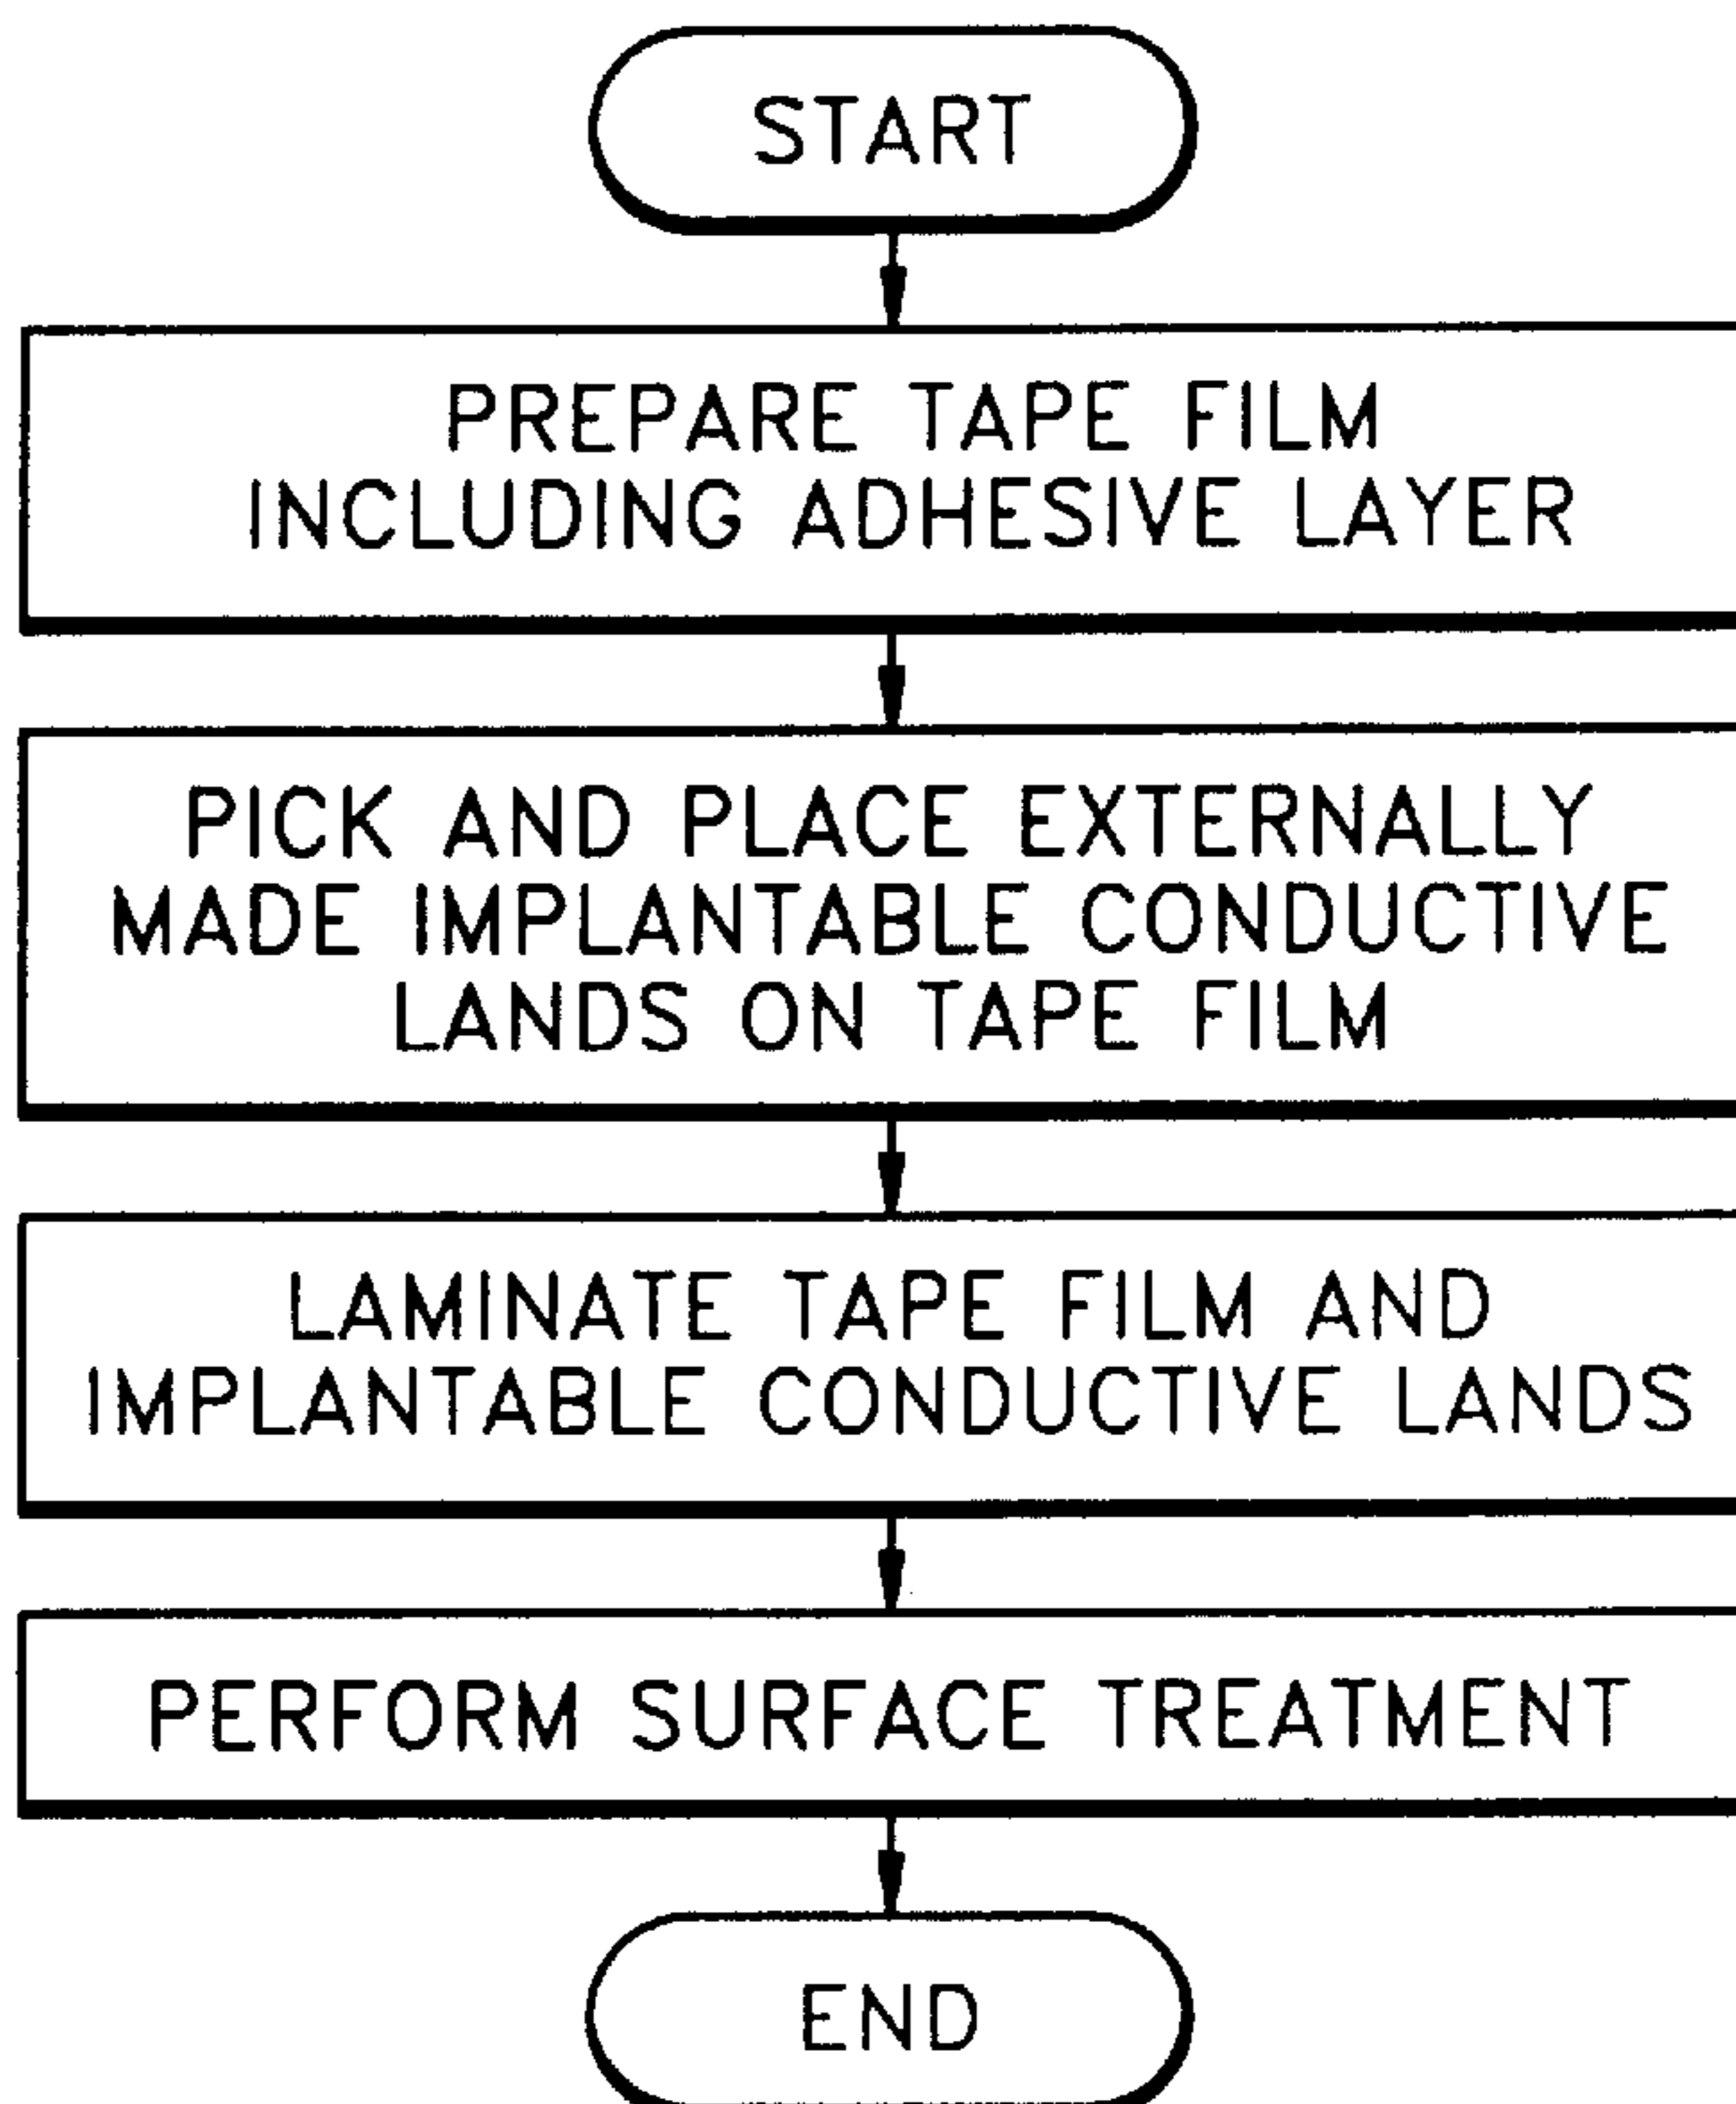 START
PREPARE TAPE FILM
INCLUDING ADHESIVE LAYER
PICK AND PLACE EXTERNALLY
MADE IMPLANTABLE CONDUCTIVE
LANDS ON TAPE FILM
LAMINATE TAPE FILM AND
IMPLANTABLE CONDUCTIVE LANDS
PERFORM SURFACE TREATMENT
END